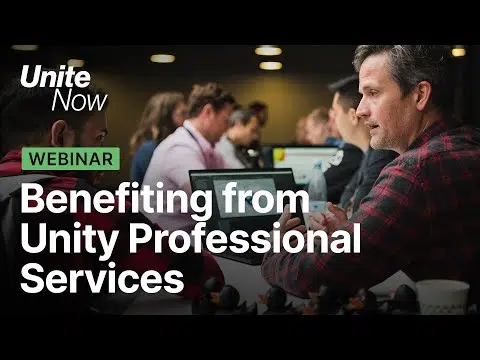 Unite
Now
WEBINAR
Benefiting from
Unity Professional
Services